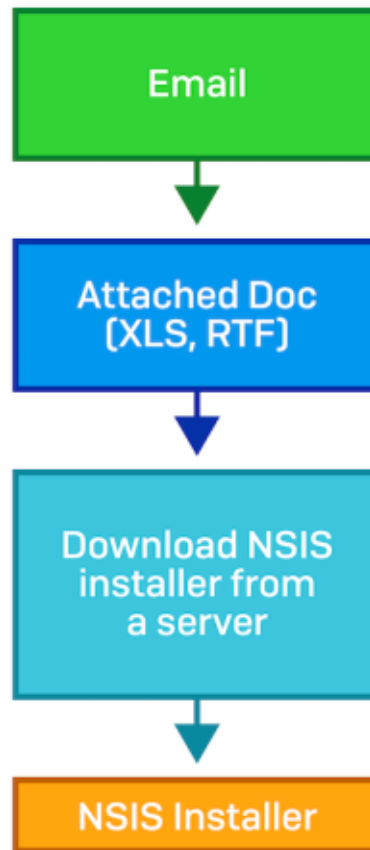 Email
Attached Doc
(XLS, RTF)
Download NSIS
installer from
a server
NSIS Installer